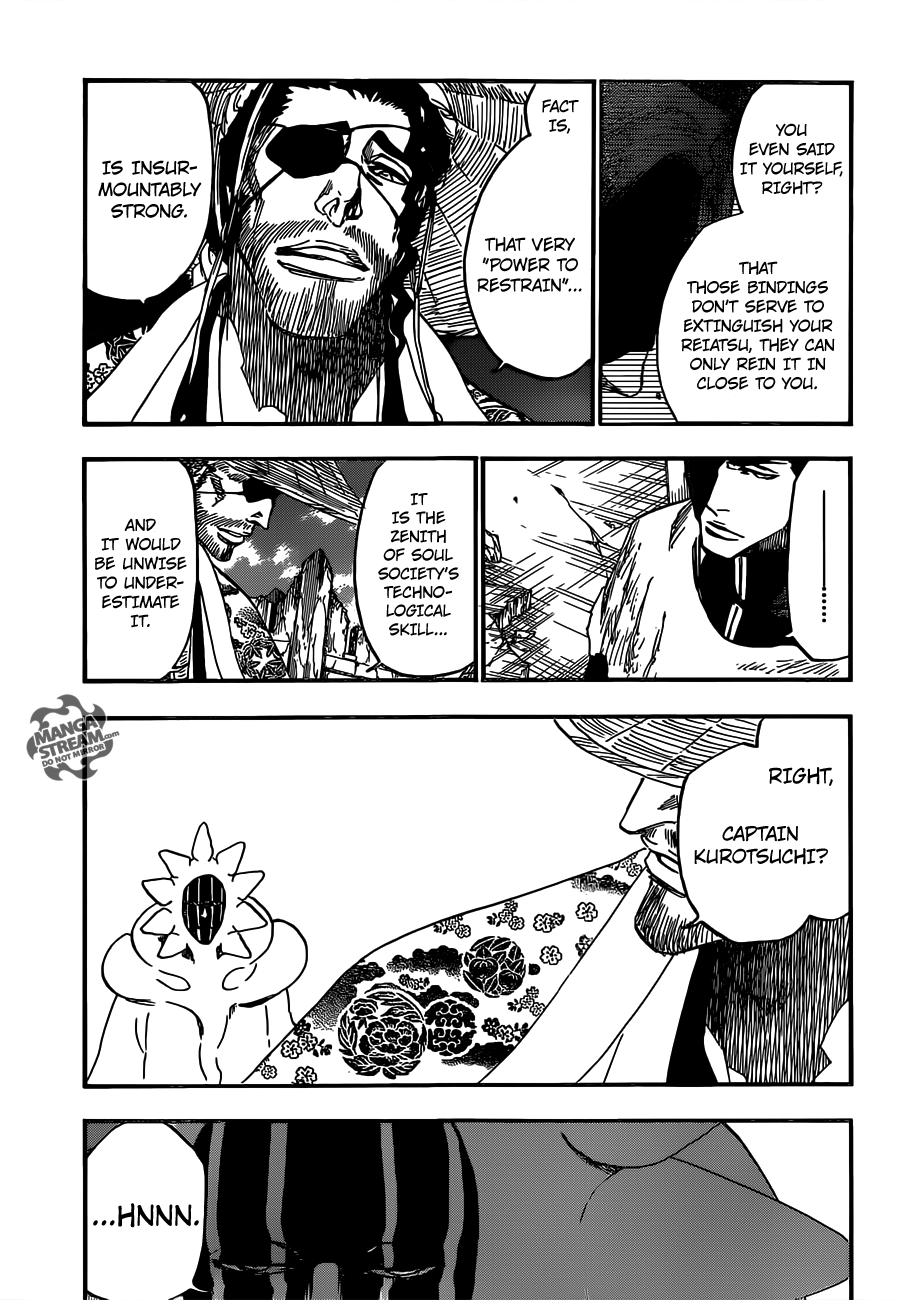 YOU
EVEN SAID
IT YOURSELF,
RIGHT?
THAT
THOSE BINDINGS
DON'T SERVE TO
EXTINGUISH YOUR
REIATSU, THEY CAN
ONLY REIN IT IN
CLOSE TO YOU.
FACT
IS,
THAT VERY
"POWER TO
RESTRAIN"...
IS INSUR-
MOUNTABLY
STRONG.
..........
IT
IS THE
ZENITH
OF SOUL
SOCIETY'S
TECHNO-
LOGICAL
SKILL...
AND
IT WOULD
BE UNWISE
TO UNDER-
ESTIMATE
IT.
MANGA
STREAM.com
DO NOT MIRROR
RIGHT,
CAPTAIN
KUROTSUCHI?
...HNNN.